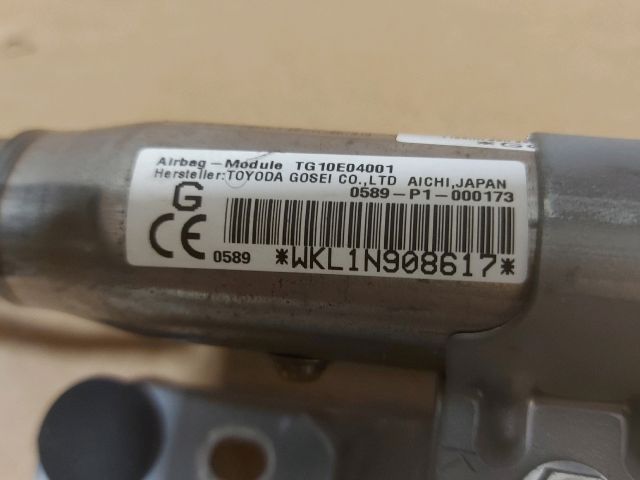 Airbag-Module TG10E04001
Hersteller:TOYODA GOSEI CO.,LTD AICHI,JAPAN
0589-P1-000173
G
CE 0589
*WKL1N908617*